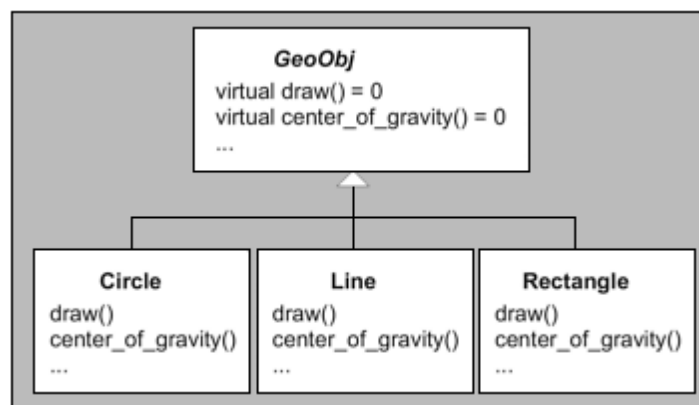 GeoObj
virtual draw() = 0
virtual center_of_gravity() = 0
...
Circle
draw()
center_of_gravity()
...
Line
draw()
center_of_gravity()
...
Rectangle
draw()
center_of_gravity()
...